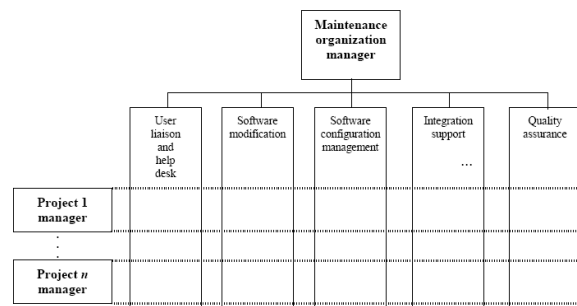 Maintenance
organization
manager
User
liaison
and
help
desk
Software
modification
Software
configuration
management
Integration
support
...
Quality
assurance
Project 1
manager
.
.
.
Project n
manager